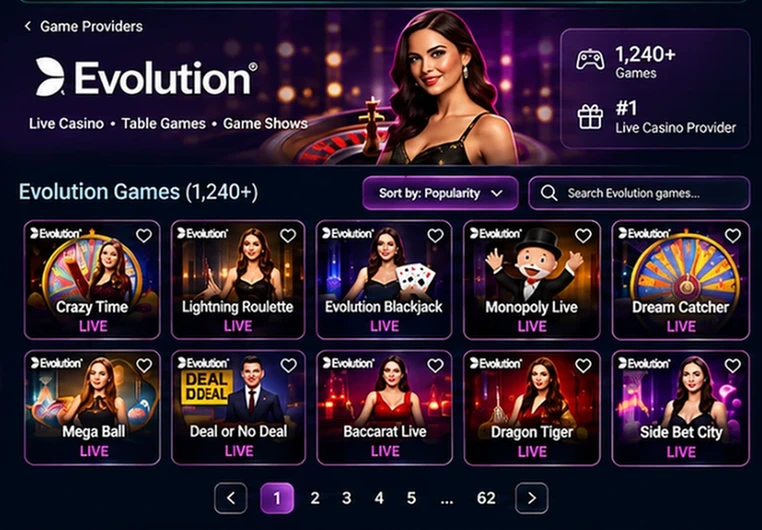 Game Providers
Evolution®
Live Casino • Table Games • Game Shows
1,240+
Games
#1
Live Casino Provider
Evolution Games (1,240+)
Sort by: Popularity
Search Evolution games...
Evolution
Crazy Time
LIVE
Evolution
Lightning Roulette
LIVE
Evolution
Evolution Blackjack
LIVE
Evolution
Monopoly Live
LIVE
Evolution
Dream Catcher
LIVE
Evolution
Mega Ball
LIVE
Evolution
DEAL
DDEAL
Deal or No Deal
LIVE
Evolution
Baccarat Live
LIVE
Evolution
Dragon Tiger
LIVE
Evolution
Side Bet City
LIVE
< 1 2 3 4 5 ... 62 >